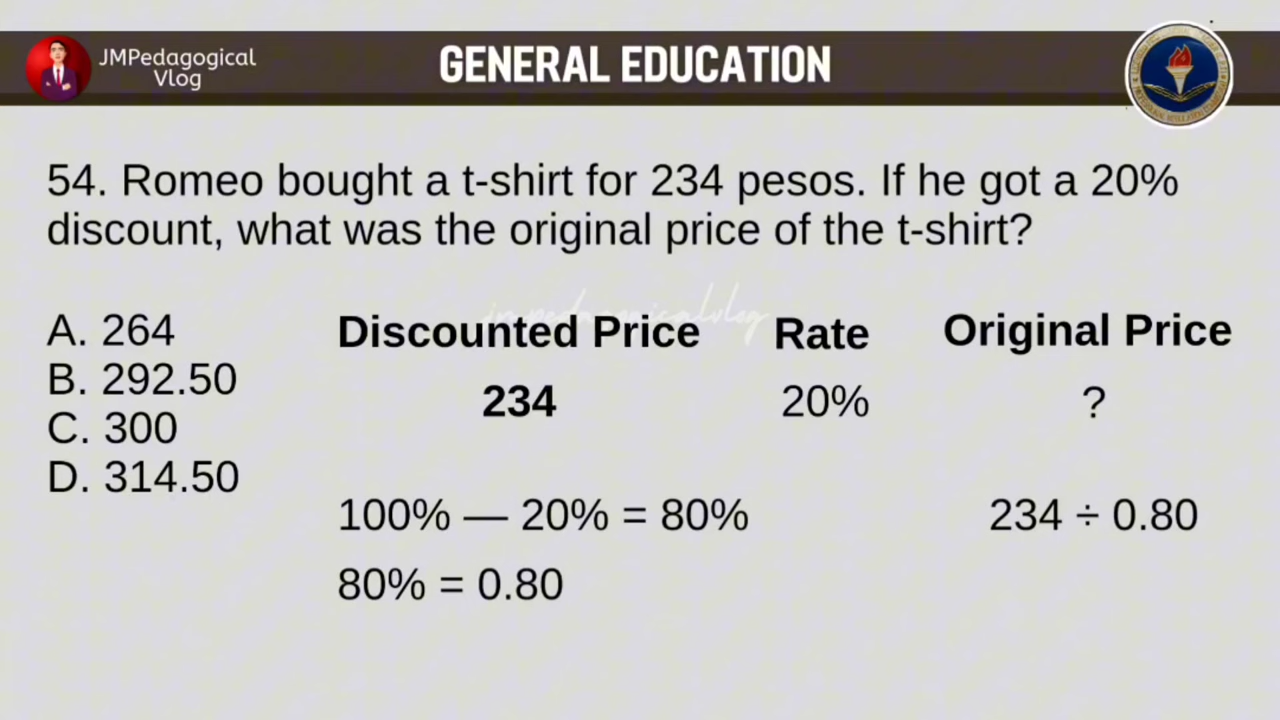 JMPedagogical
Vlog
GENERAL EDUCATION
54. Romeo bought a t-shirt for 234 pesos. If he got a 20%
discount, what was the original price of the t-shirt?
jmpedagogicalvlog
A. 264
B. 292.50
C. 300
D. 314.50
Discounted Price Rate Original Price
234 20% ?
100% — 20% = 80% 234 ÷ 0.80
80% = 0.80